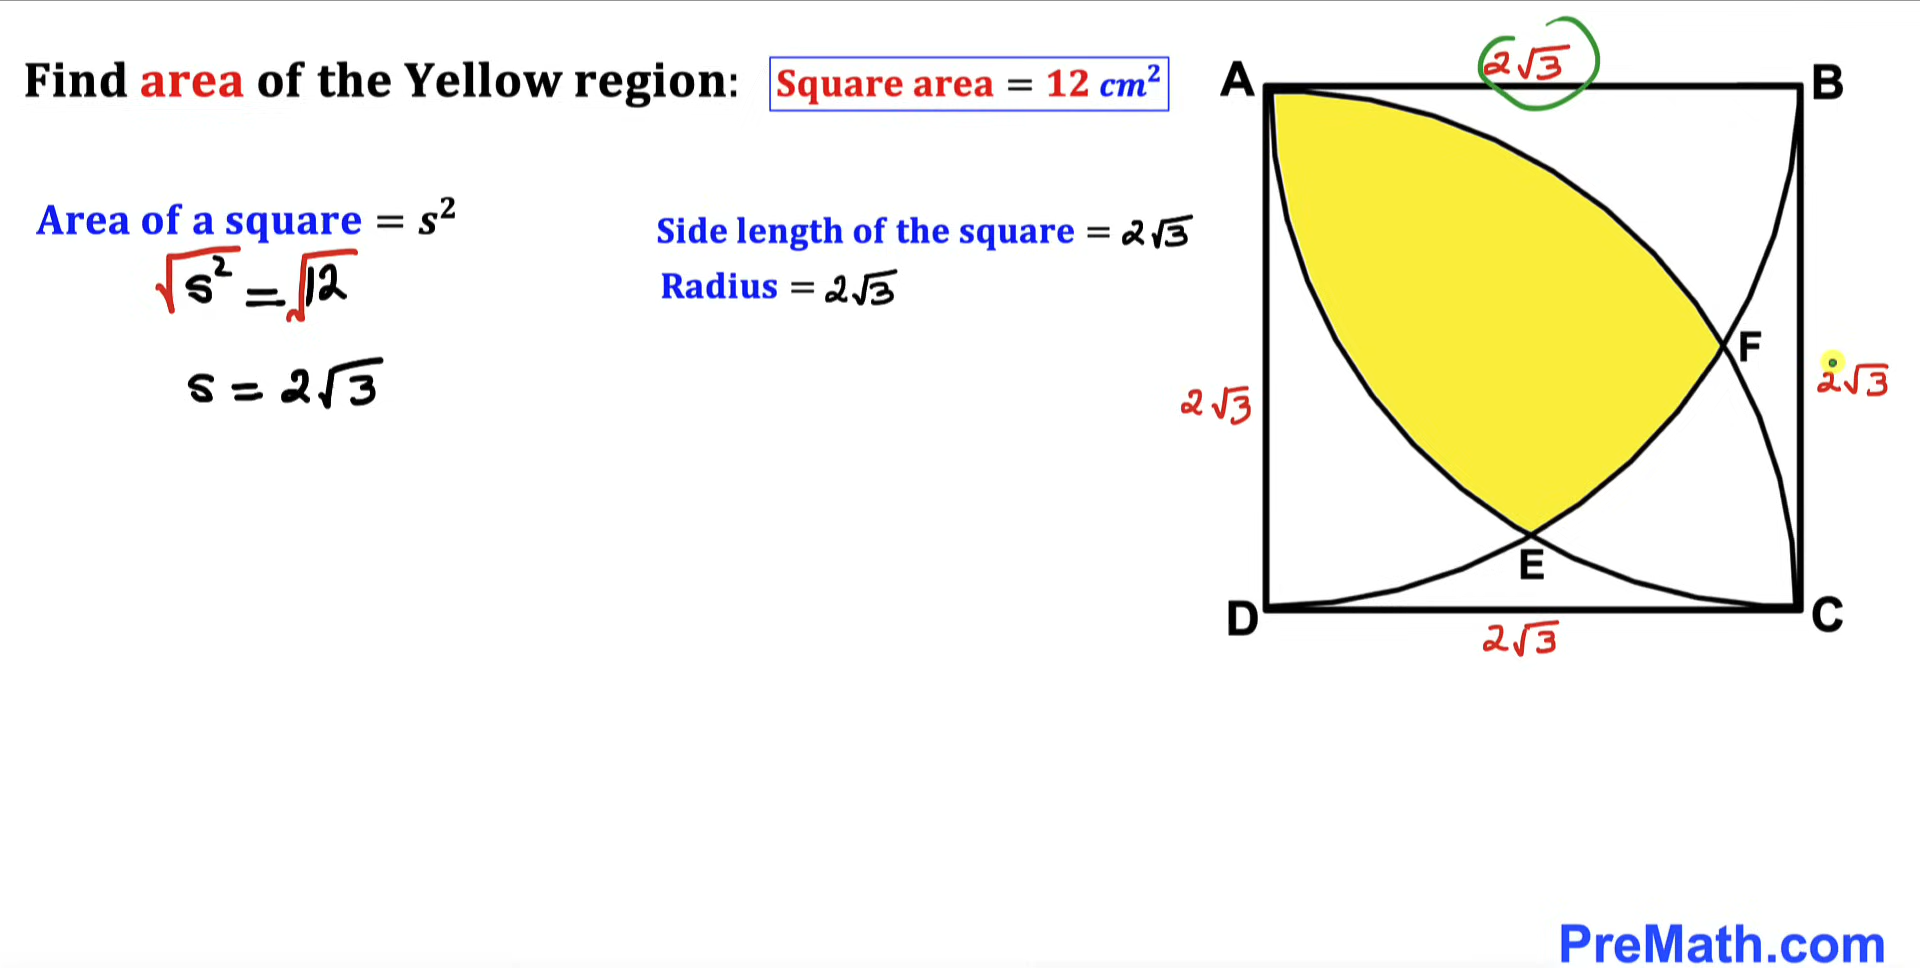 Find area of the Yellow region: Square area = 12 cm²
Area of a square = s²
√s² = √12
s = 2√3
Side length of the square = 2√3
Radius = 2√3
A
2√3
B
F
2√3
2√3
E
D
C
2√3
PreMath.com